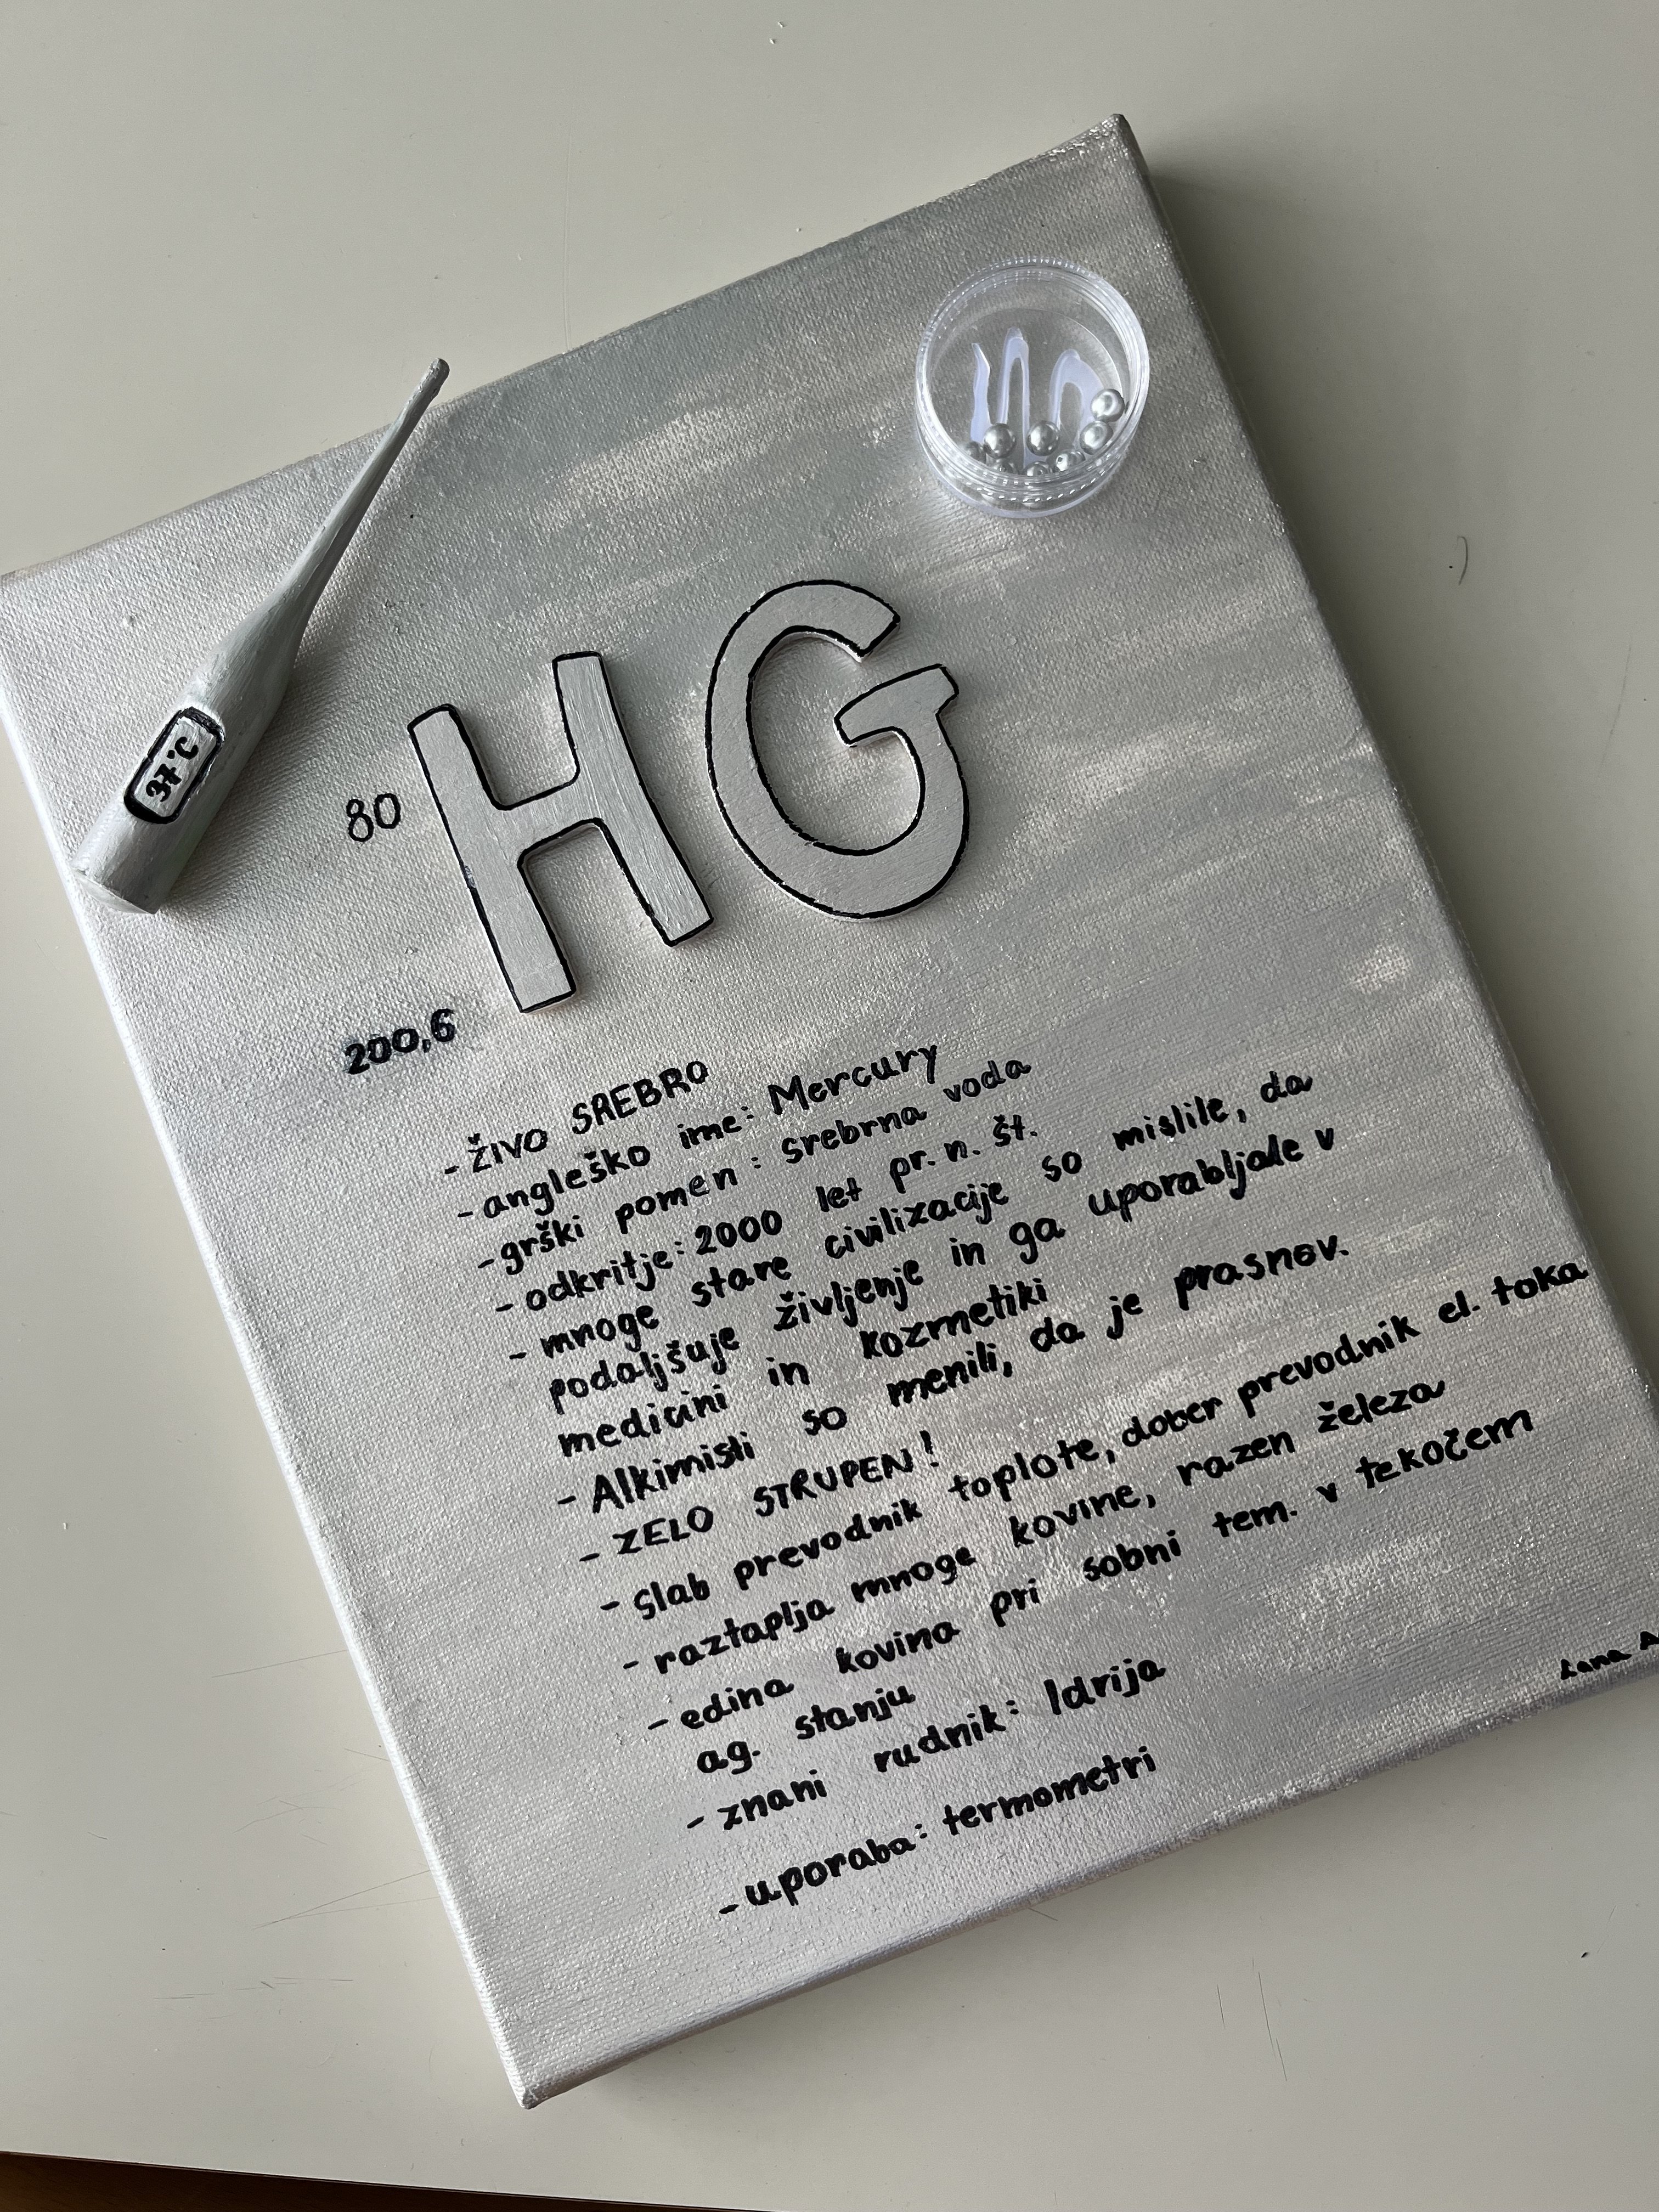 37°C
80
HG
200,6
- ŽIVO SREBRO
- angleško ime: Mercury
- grški pomen: srebrna voda
- odkritje: 2000 let pr. n. št.
- mnoge stare civilizacije so mislile, da
podaljšuje življenje in ga uporabljale v
medicini in kozmetiki
- Alkimisti so menili, da je prasnov.
- ZELO STRUPEN!
- slab prevodnik toplote, dober prevodnik el. toka
- raztaplja mnoge kovine, razen železa
- edina kovina pri sobni tem. v tekočem
ag. stanju
- znani rudnik: Idrija
- uporaba: termometri
Lana A